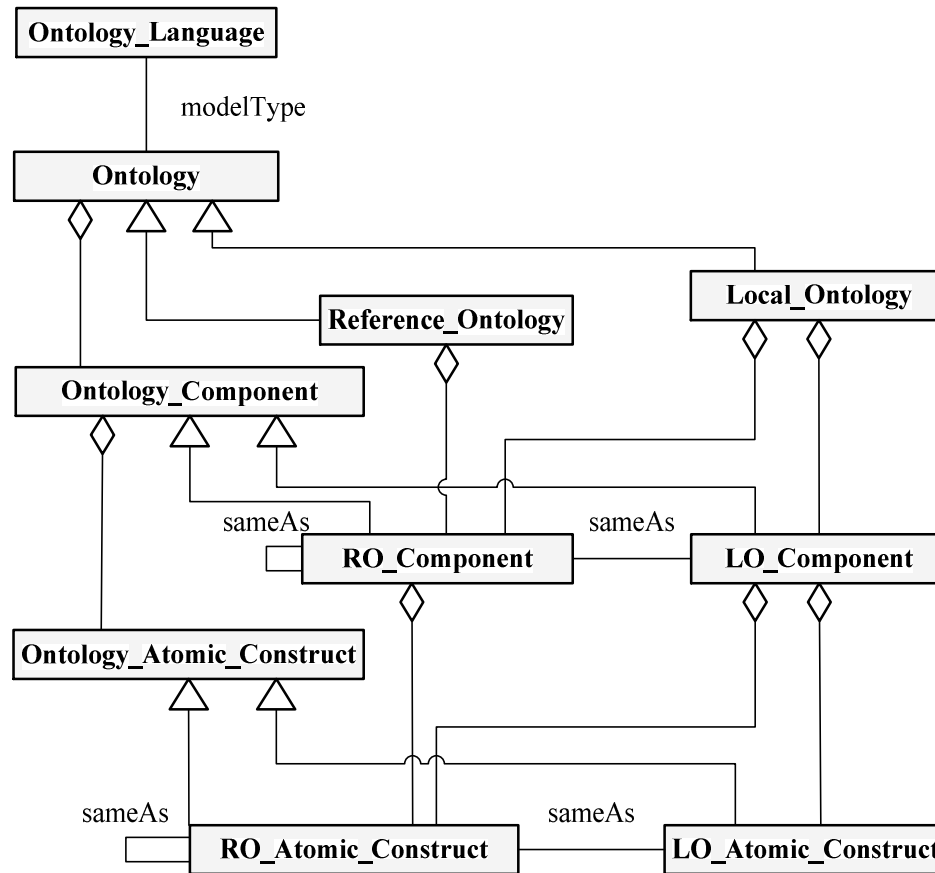 Ontology_Language
modelType
Ontology
Local_Ontology
Reference_Ontology
Ontology_Component
sameAs
sameAs
RO_Component
LO_Component
Ontology_Atomic_Construct
sameAs
sameAs
RO_Atomic_Construct
LO_Atomic_Construct